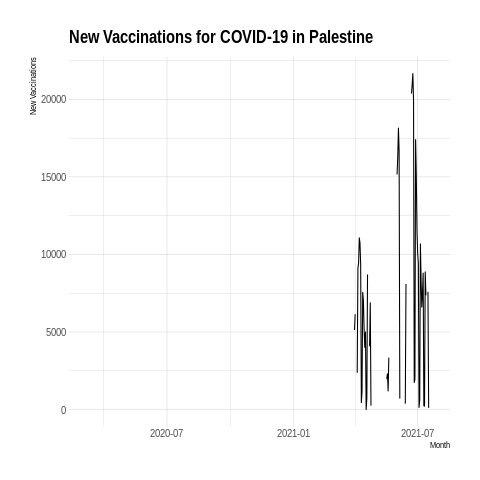 New Vaccinations for COVID-19 in Palestine
New Vaccinations
20000
15000
10000
5000
0
2020-07 2021-01 2021-07
Month